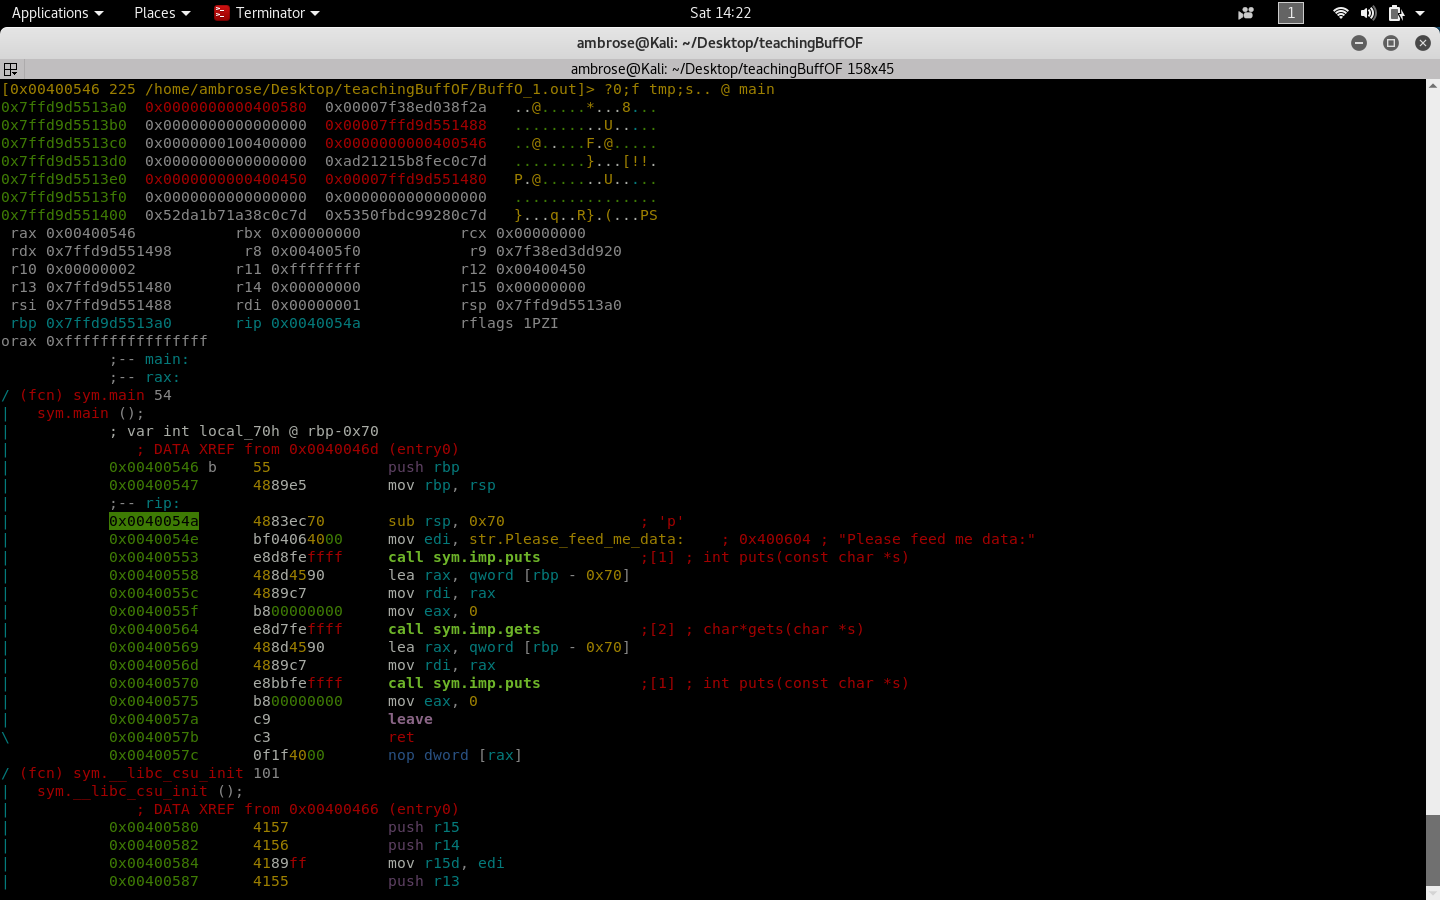 Applications Places Terminator Sat 14:22 1
ambrose@Kali: ~/Desktop/teachingBuffOF
ambrose@Kali: ~/Desktop/teachingBuffOF 158x45
[0x00400546 225 /home/ambrose/Desktop/teachingBuffOF/BuffO_1.out]> ?0;f tmp;s.. @ main
0x7ffd9d5513a0 0x0000000000400580 0x00007f38ed038f2a ..@.....*...8...
0x7ffd9d5513b0 0x0000000000000000 0x00007ffd9d551488 ..........U.....
0x7ffd9d5513c0 0x0000000100400000 0x0000000000400546 ..@.....F.@.....
0x7ffd9d5513d0 0x0000000000000000 0xad21215b8fec0c7d ........}...[!!.
0x7ffd9d5513e0 0x0000000000400450 0x00007ffd9d551480 P.@.......U.....
0x7ffd9d5513f0 0x0000000000000000 0x0000000000000000 ................
0x7ffd9d551400 0x52da1b71a38c0c7d 0x5350fbdc99280c7d }...q..R}.(...PS
rax 0x00400546 rbx 0x00000000 rcx 0x00000000
rdx 0x7ffd9d551498 r8 0x004005f0 r9 0x7f38ed3dd920
r10 0x00000002 r11 0xffffffff r12 0x00400450
r13 0x7ffd9d551480 r14 0x00000000 r15 0x00000000
rsi 0x7ffd9d551488 rdi 0x00000001 rsp 0x7ffd9d5513a0
rbp 0x7ffd9d5513a0 rip 0x0040054a rflags 1PZI
orax 0xffffffffffffffff
;-- main:
;-- rax:
/ (fcn) sym.main 54
| sym.main ();
| ; var int local_70h @ rbp-0x70
| ; DATA XREF from 0x0040046d (entry0)
| 0x00400546 b 55 push rbp
| 0x00400547 4889e5 mov rbp, rsp
| ;-- rip:
| 0x0040054a 4883ec70 sub rsp, 0x70 ; 'p'
| 0x0040054e bf04064000 mov edi, str.Please_feed_me_data: ; 0x400604 ; "Please feed me data:"
| 0x00400553 e8d8feffff call sym.imp.puts ;[1] ; int puts(const char *s)
| 0x00400558 488d4590 lea rax, qword [rbp - 0x70]
| 0x0040055c 4889c7 mov rdi, rax
| 0x0040055f b800000000 mov eax, 0
| 0x00400564 e8d7feffff call sym.imp.gets ;[2] ; char*gets(char *s)
| 0x00400569 488d4590 lea rax, qword [rbp - 0x70]
| 0x0040056d 4889c7 mov rdi, rax
| 0x00400570 e8bbfeffff call sym.imp.puts ;[1] ; int puts(const char *s)
| 0x00400575 b800000000 mov eax, 0
| 0x0040057a c9 leave
\ 0x0040057b c3 ret
0x0040057c 0f1f4000 nop dword [rax]
/ (fcn) sym.__libc_csu_init 101
| sym.__libc_csu_init ();
| ; DATA XREF from 0x00400466 (entry0)
| 0x00400580 4157 push r15
| 0x00400582 4156 push r14
| 0x00400584 4189ff mov r15d, edi
| 0x00400587 4155 push r13